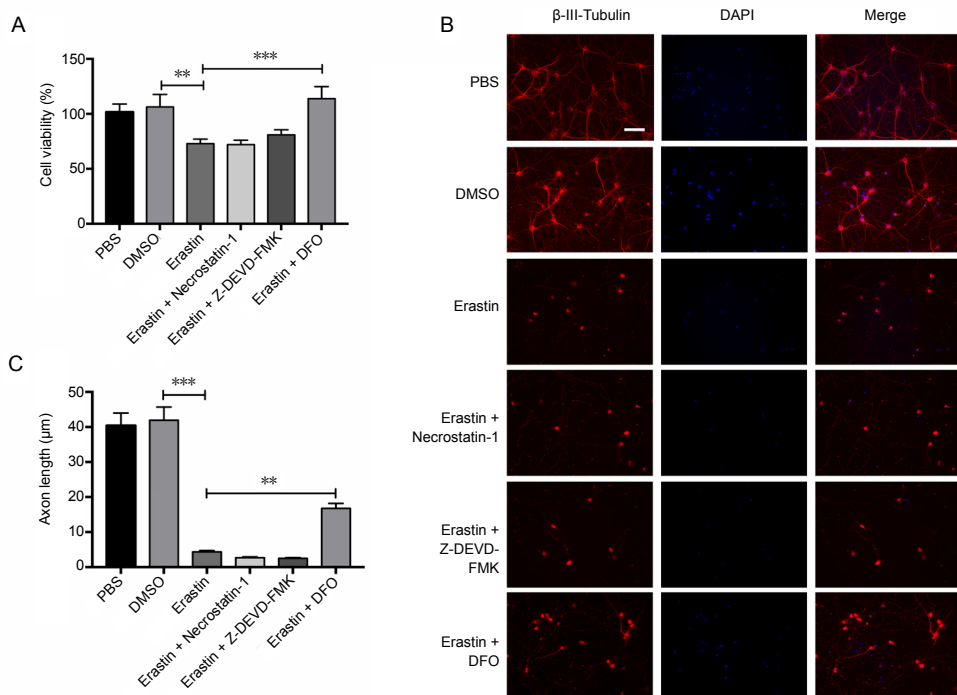 A
Cell viability (%)
150
100
50
0
**
***
PBS
DMSO
Erastin
Erastin + Necrostatin-1
Erastin + Z-DEVD-FMK
Erastin + DFO
C
Axon length (μm)
50
40
30
20
10
0
***
**
PBS
DMSO
Erastin
Erastin + Necrostatin-1
Erastin + Z-DEVD-FMK
Erastin + DFO
B
β-III-Tubulin DAPI Merge
PBS
DMSO
Erastin
Erastin +
Necrostatin-1
Erastin +
Z-DEVD-
FMK
Erastin +
DFO